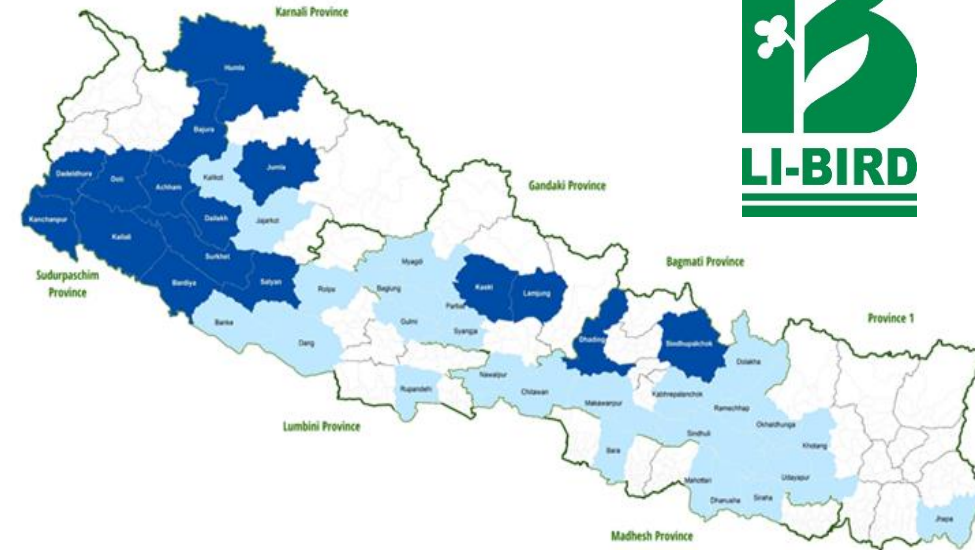 Karnali Province
Humla
Bajura
Jumla
Kalikot
Dadeldhura
Doti
Achham
Dailekh
Jajarkot
Kanchanpur
Kailali
Surkhet
Salyan
Bardiya
Sudurpaschim
Province
Gandaki Province
Myagdi
Rolpa
Baglung
Parbat
Kaski
Lamjung
Gulmi
Syangja
Banke
Dang
Bagmati Province
Dhading
Sindhupalchok
Dolakha
Province 1
Rupandehi
Nawalpur
Chitawan
Makawanpur
Kabhrepalanchok
Ramechhap
Okhaldhunga
Khotang
Sindhuli
Lumbini Province
Bara
Mahottari
Udayapur
Dhanusha
Siraha
Jhapa
Madhesh Province
LI-BIRD